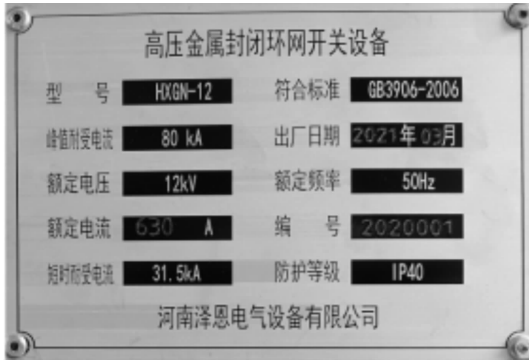 高压金属封闭环网开关设备
型 号 HXGN-12 符合标准 GB3906-2006
峰值耐受电流 80 kA 出厂日期 2021年03月
额定电压 12kV 额定频率 50Hz
额定电流 630 A 编 号 2020001
短时耐受电流 31.5kA 防护等级 IP40
河南泽恩电气设备有限公司